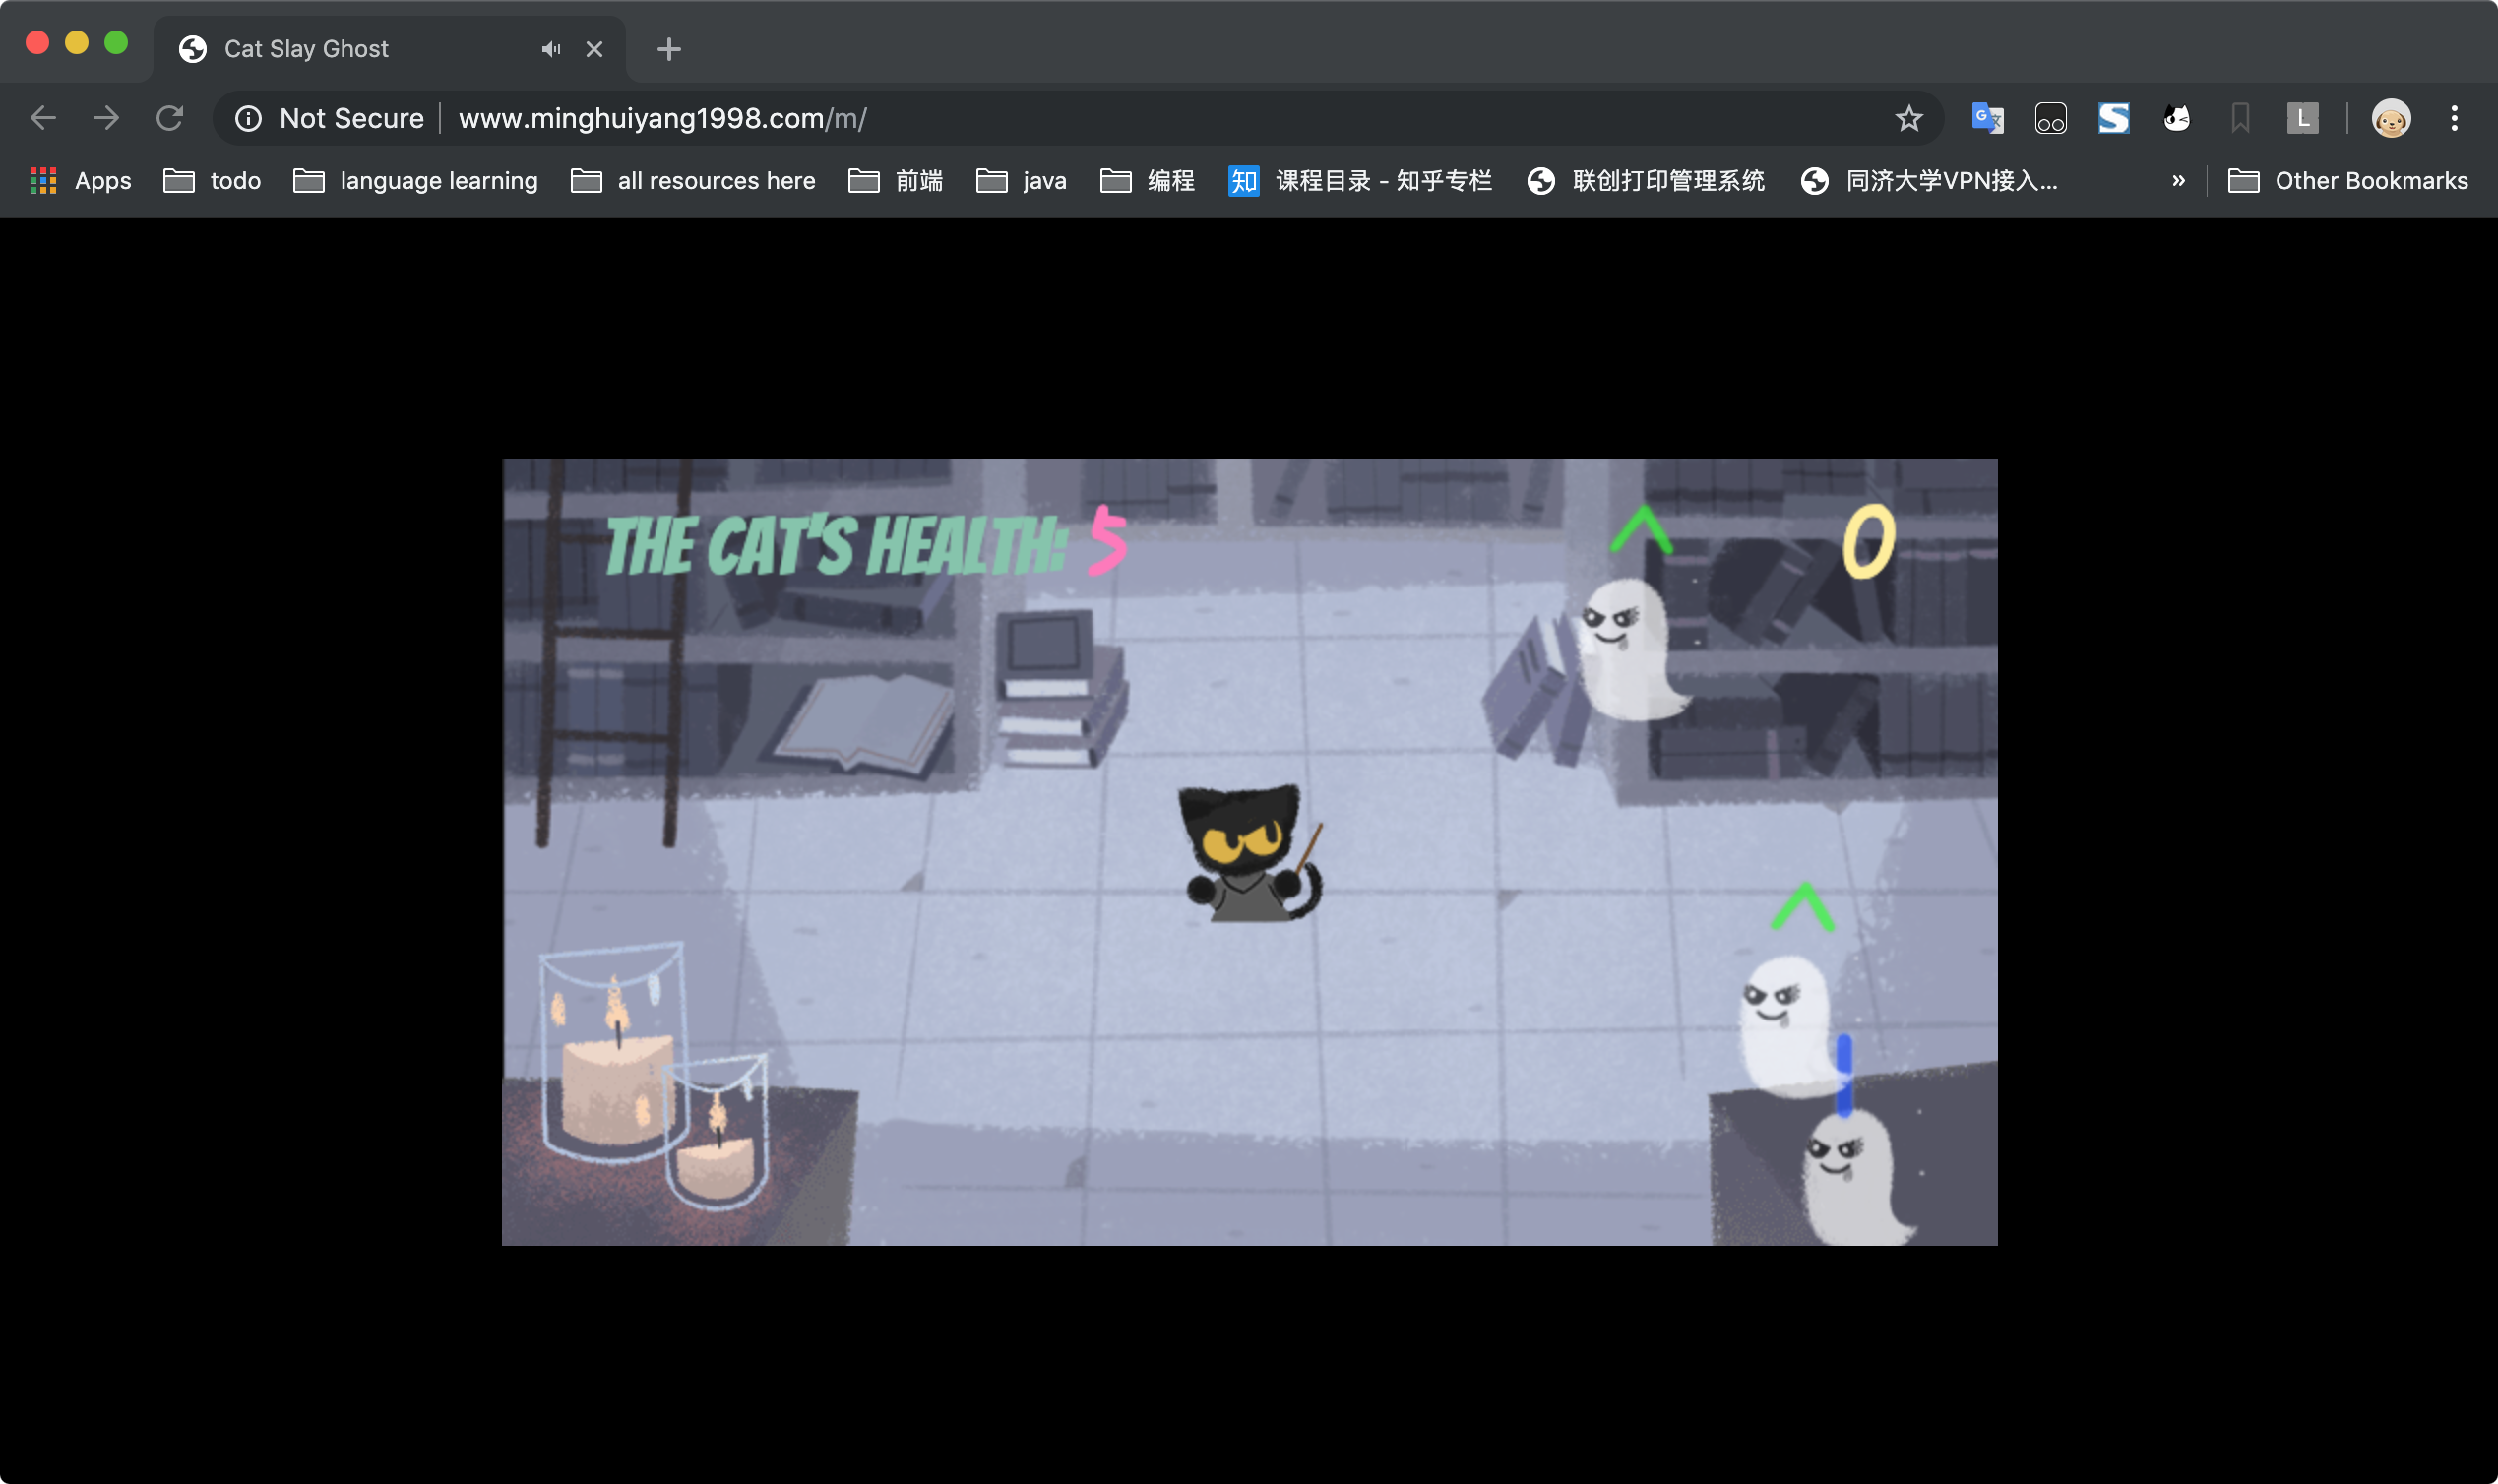 Cat Slay Ghost
Not Secure www.minghuiyang1998.com/m/
Apps todo language learning all resources here 前端 java 编程 知 课程目录 - 知乎专栏 联创打印管理系统 同济大学VPN接入... » Other Bookmarks
THE CAT'S HEALTH: 5
0